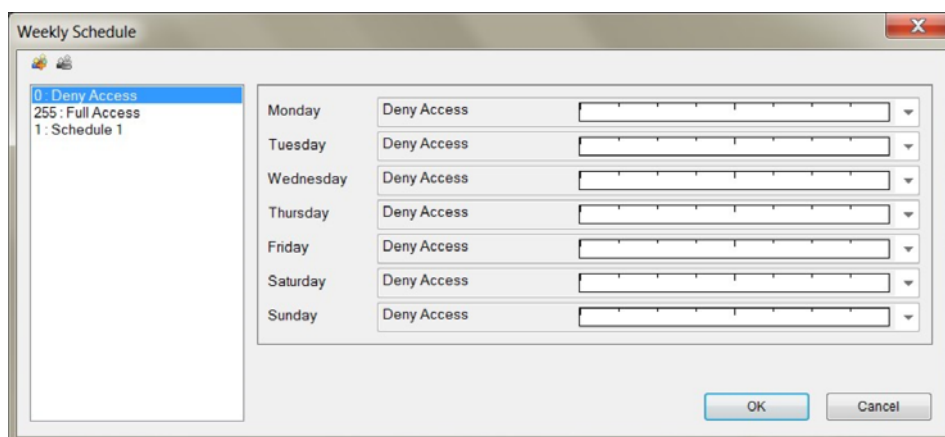 Weekly Schedule
0 : Deny Access
255 : Full Access
1 : Schedule 1
Monday Deny Access
Tuesday Deny Access
Wednesday Deny Access
Thursday Deny Access
Friday Deny Access
Saturday Deny Access
Sunday Deny Access
OK Cancel